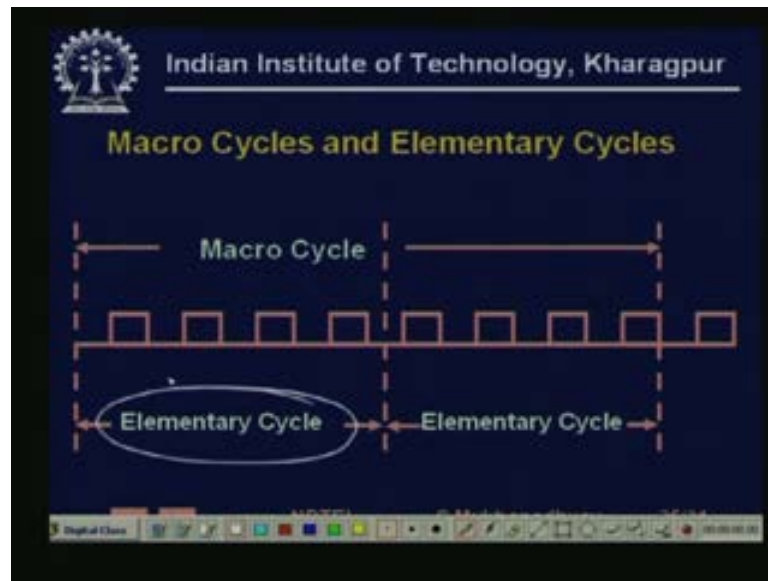 Indian Institute of Technology, Kharagpur
Macro Cycles and Elementary Cycles
Macro Cycle
Elementary Cycle
Elementary Cycle
NPTEL
Digital Class